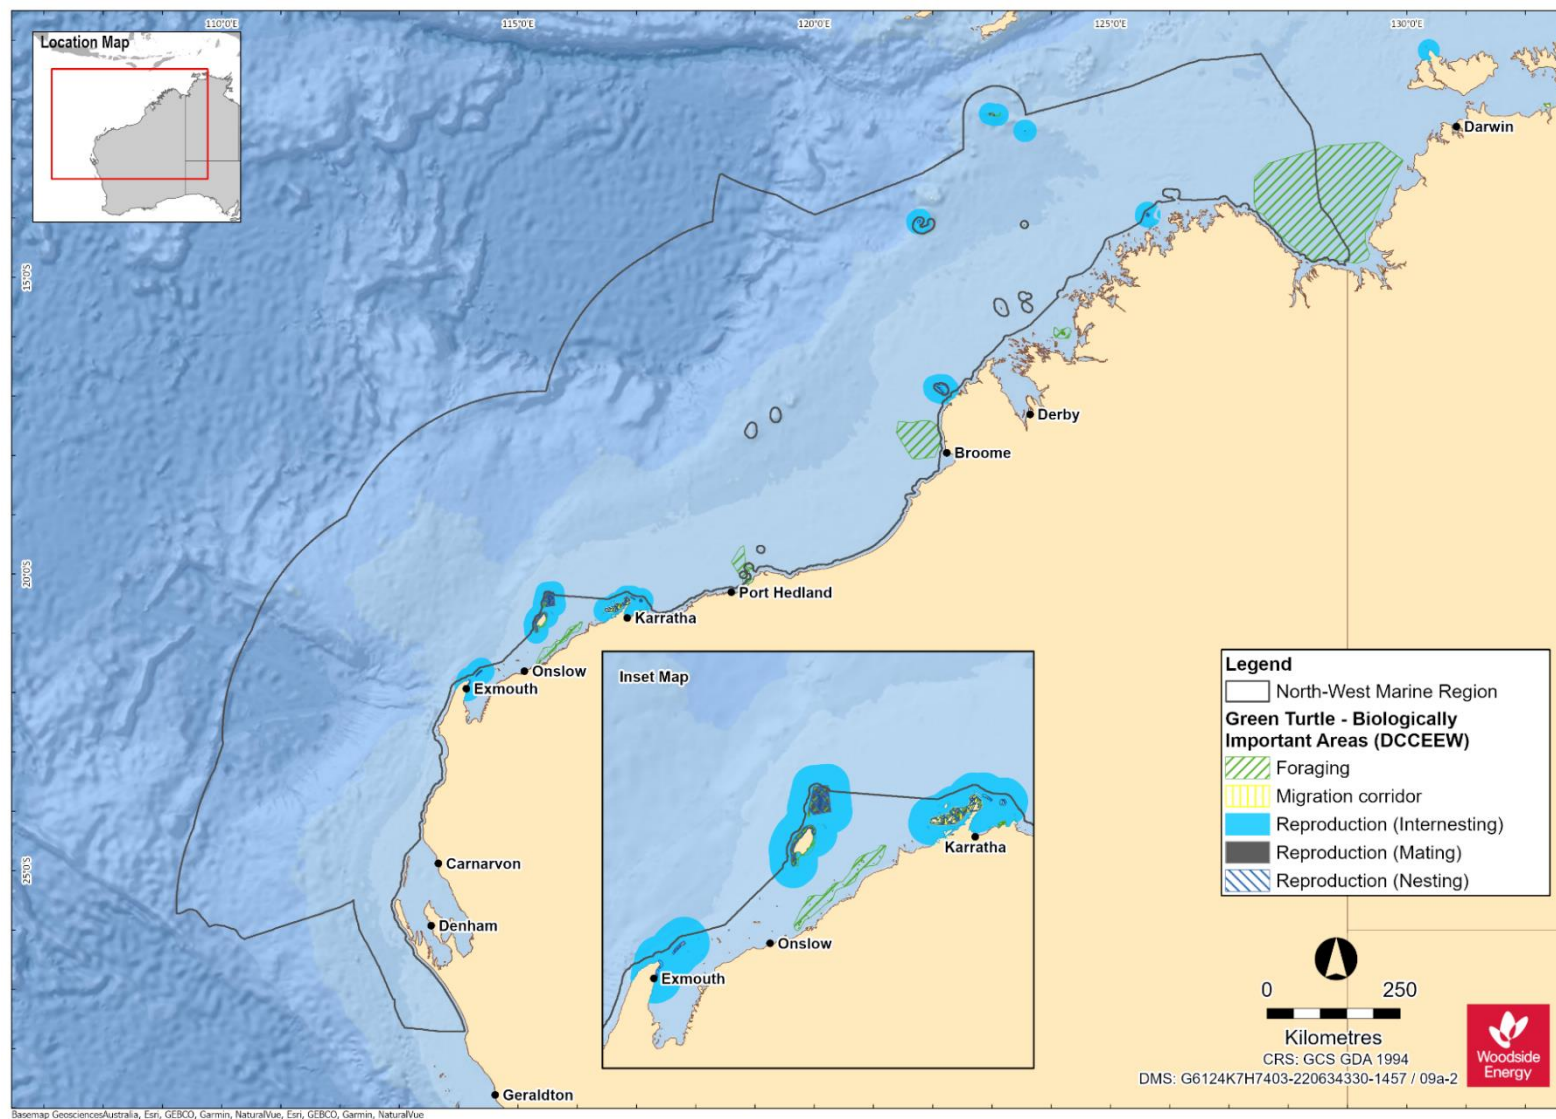 110°0'E
115°0'E
120°0'E
125°0'E
130°0'E
Location Map
Darwin
15°0'S
Derby
Broome
20°0'S
Port Hedland
Karratha
Onslow
Exmouth
Inset Map
Karratha
Onslow
Exmouth
Legend
North-West Marine Region
Green Turtle - Biologically
Important Areas (DCCEEW)
Foraging
Migration corridor
Reproduction (Internesting)
Reproduction (Mating)
Reproduction (Nesting)
25°0'S
Carnarvon
Denham
Geraldton
0 250
Kilometres
CRS: GCS GDA 1994
DMS: G6124K7H7403-220634330-1457 / 09a-2
Woodside
Energy
Basemap GeosciencesAustralia, Esri, GEBCO, Garmin, NaturalVue, Esri, GEBCO, Garmin, NaturalVue